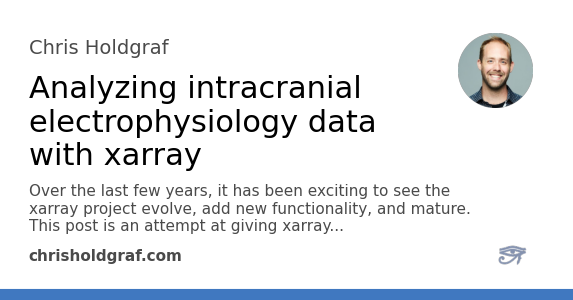 Chris Holdgraf
Analyzing intracranial
electrophysiology data
with xarray
Over the last few years, it has been exciting to see the
xarray project evolve, add new functionality, and mature.
This post is an attempt at giving xarray...
chrisholdgraf.com